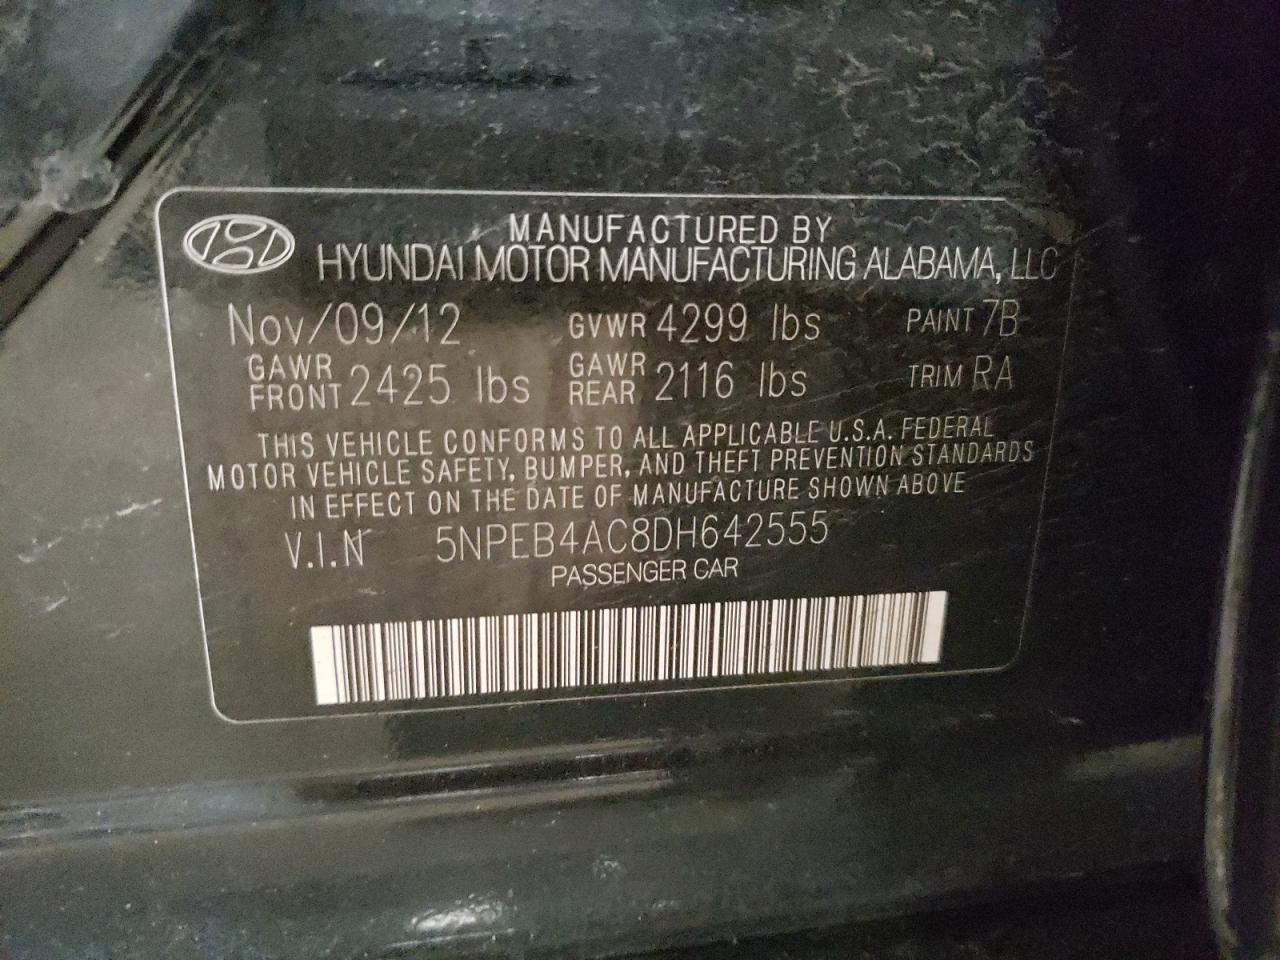 MANUFACTURED BY
HYUNDAI MOTOR MANUFACTURING ALABAMA, LLC
Nov/09/12 GVWR 4299 lbs PAINT 7B
GAWR FRONT 2425 lbs GAWR REAR 2116 lbs TRIM RA
THIS VEHICLE CONFORMS TO ALL APPLICABLE U.S.A. FEDERAL
MOTOR VEHICLE SAFETY, BUMPER, AND THEFT PREVENTION STANDARDS
IN EFFECT ON THE DATE OF MANUFACTURE SHOWN ABOVE
V.I.N 5NPEB4AC8DH642555
PASSENGER CAR